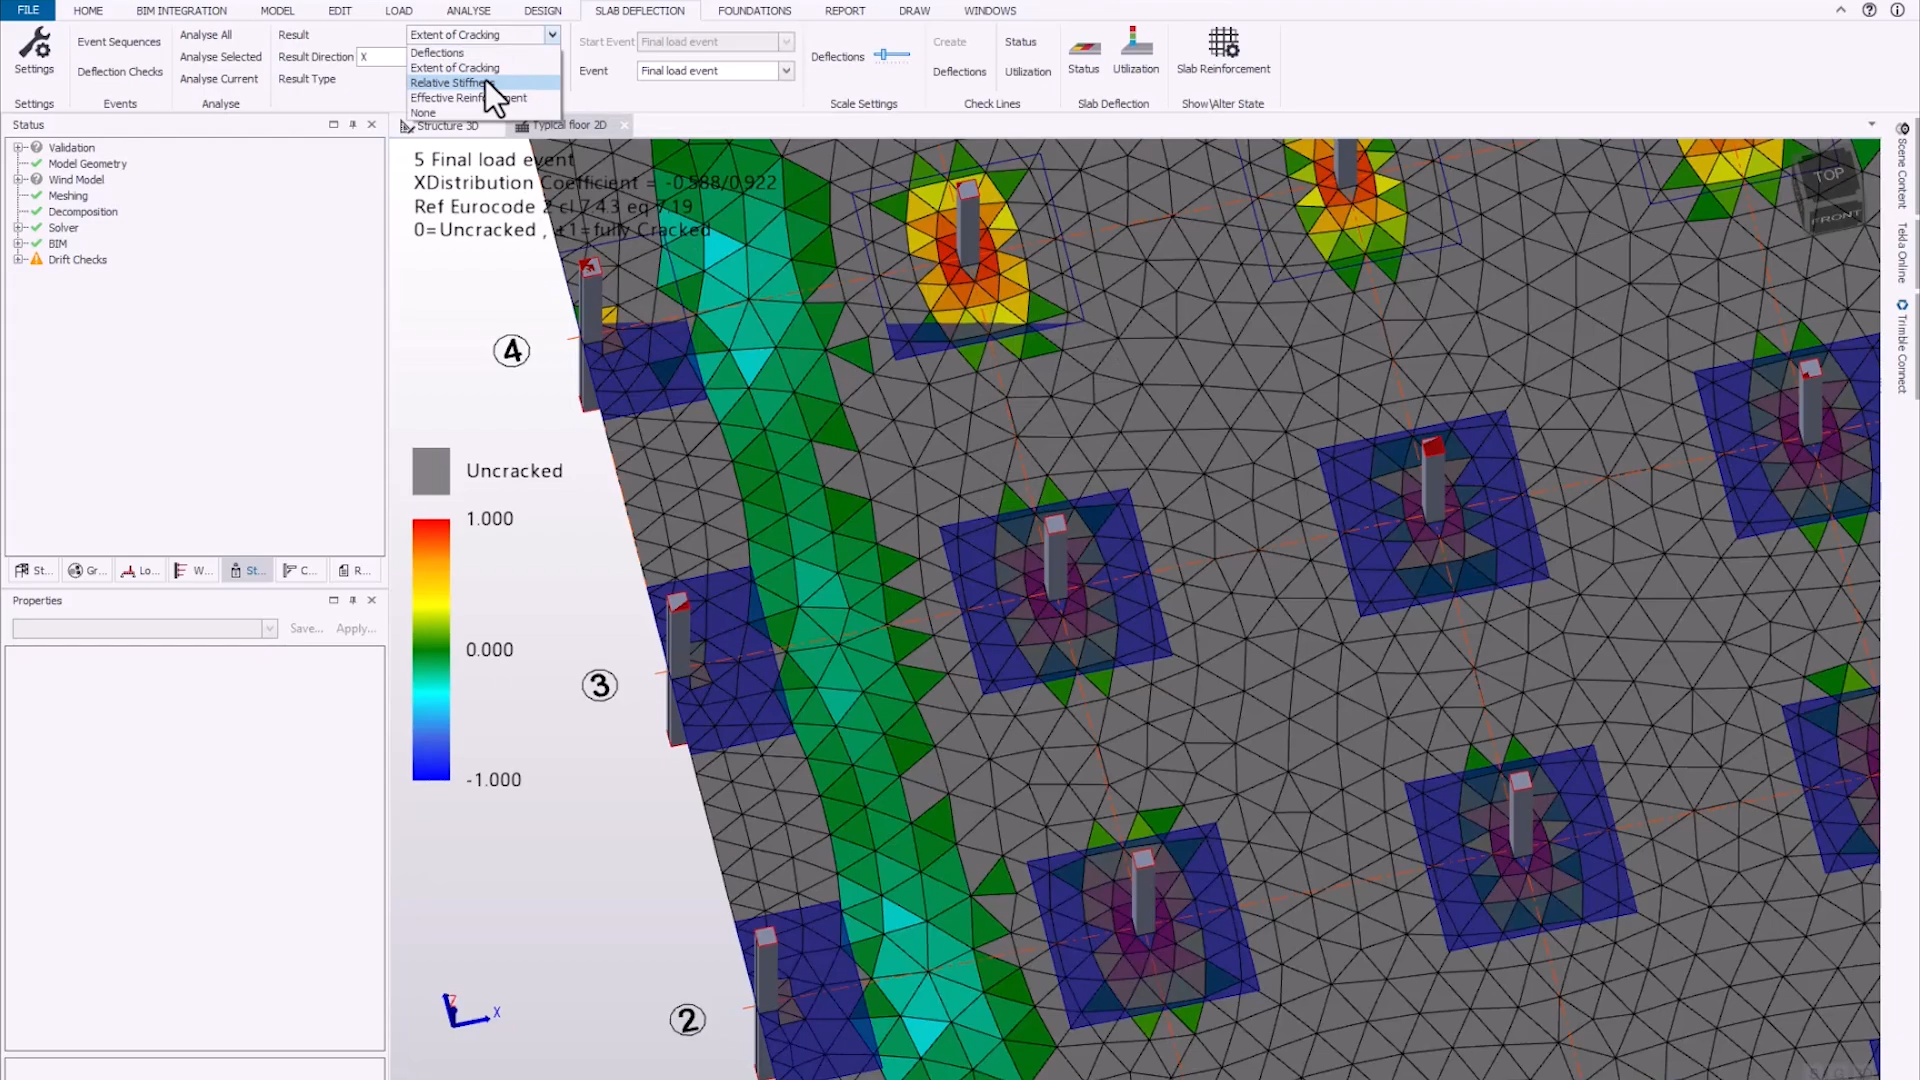 FILE HOME BIM INTEGRATION MODEL EDIT LOAD ANALYSE DESIGN SLAB DEFLECTION FOUNDATIONS REPORT DRAW WINDOWS
Settings
Event Sequences
Deflection Checks
Analyse All
Analyse Selected
Analyse Current
Result
Result Direction X
Result Type
Extent of Cracking
Deflections
Extent of Cracking
Relative Stiffness
Effective Reinforcement
None
Start Event Final load event
Event Final load event
Deflections
Create
Deflections
Status
Utilization
Status
Utilization
Slab Reinforcement
Settings Events Analyse Scale Settings Check Lines Slab Deflection Show\Alter State
Status
Structure 3D Typical floor 2D
Validation
Model Geometry
Wind Model
Meshing
Decomposition
Solver
BIM
Drift Checks
St... Gr... Lo... W... St... C... R...
Properties
Save... Apply...
5 Final load event
XDistribution Coefficient = -0.588/0.922
Ref Eurocode 2 cl 7.4.3 eq 7.19
0=Uncracked , ±1=fully Cracked
Uncracked
1.000
0.000
-1.000
4
3
2
Z
X
TOP
FRONT
Scene Content
Tekla Online
Trimble Connect